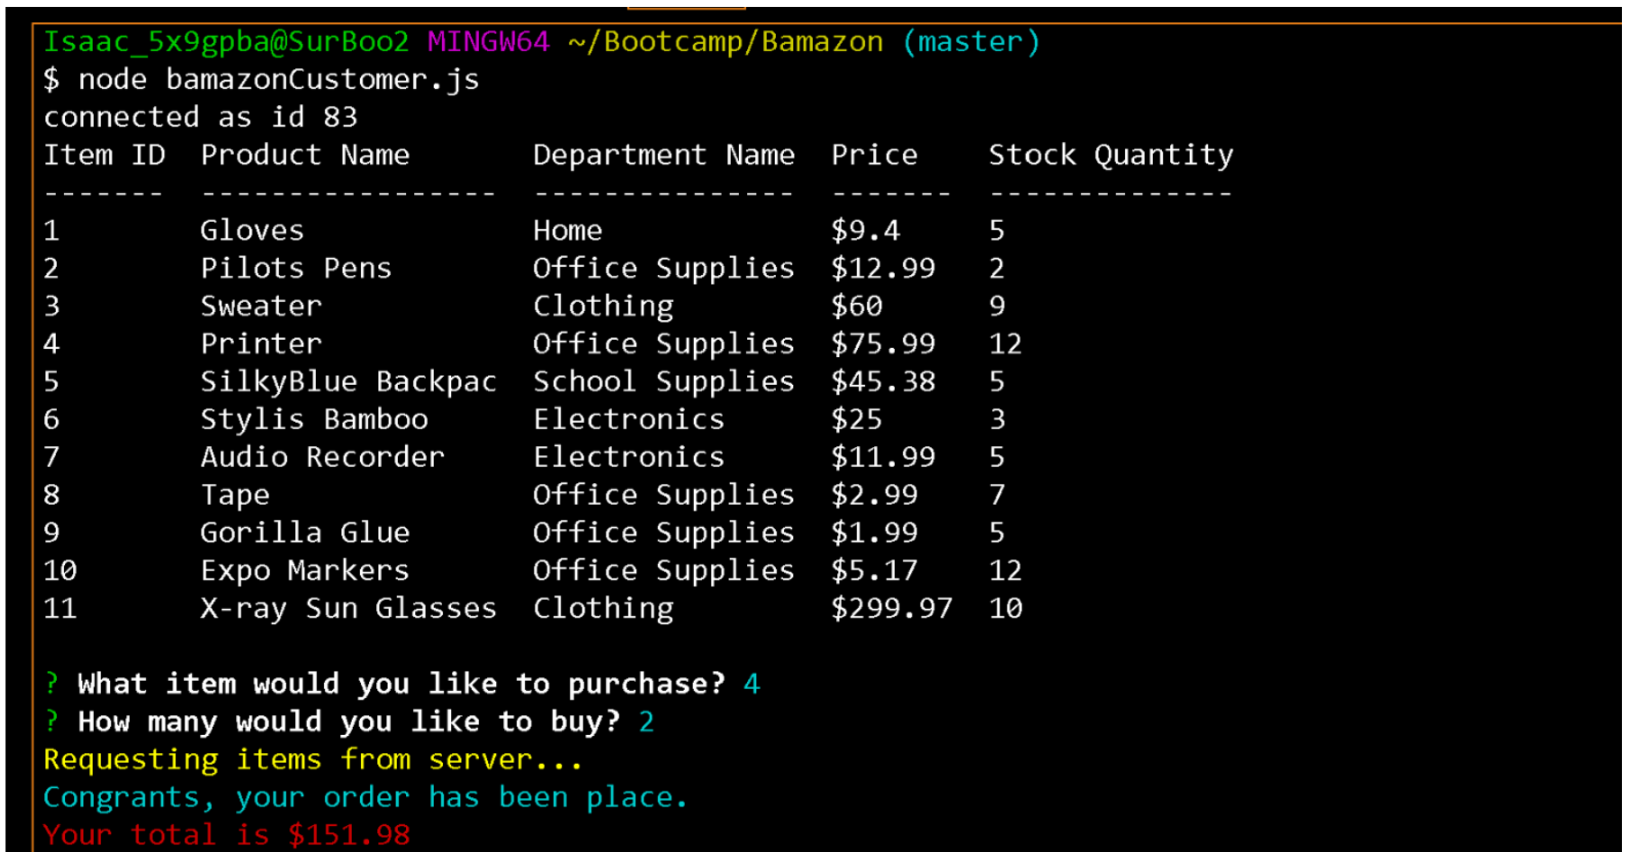 Isaac_5x9gpba@SurBoo2 MINGW64 ~/Bootcamp/Bamazon (master)
$ node bamazonCustomer.js
connected as id 83
Item ID  Product Name       Department Name  Price    Stock Quantity
-------  -----------------  ---------------  -------  --------------
1        Gloves             Home             $9.4     5
2        Pilots Pens        Office Supplies  $12.99   2
3        Sweater            Clothing         $60      9
4        Printer            Office Supplies  $75.99   12
5        SilkyBlue Backpac  School Supplies  $45.38   5
6        Stylis Bamboo      Electronics      $25      3
7        Audio Recorder     Electronics      $11.99   5
8        Tape               Office Supplies  $2.99    7
9        Gorilla Glue       Office Supplies  $1.99    5
10       Expo Markers       Office Supplies  $5.17    12
11       X-ray Sun Glasses  Clothing         $299.97  10
? What item would you like to purchase? 4
? How many would you like to buy? 2
Requesting items from server...
Congrants, your order has been place.
Your total is $151.98